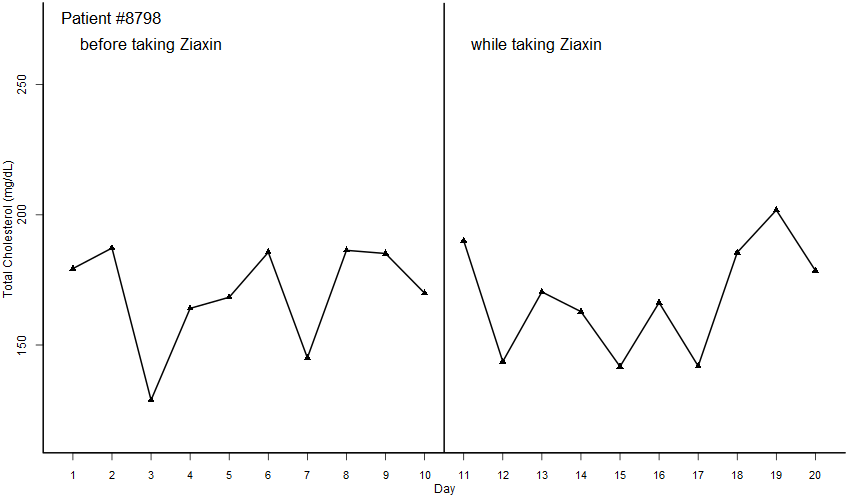 Patient #8798
before taking Ziaxin
while taking Ziaxin
Total Cholesterol (mg/dL)
250
200
150
1 2 3 4 5 6 7 8 9 10 11 12 13 14 15 16 17 18 19 20
Day